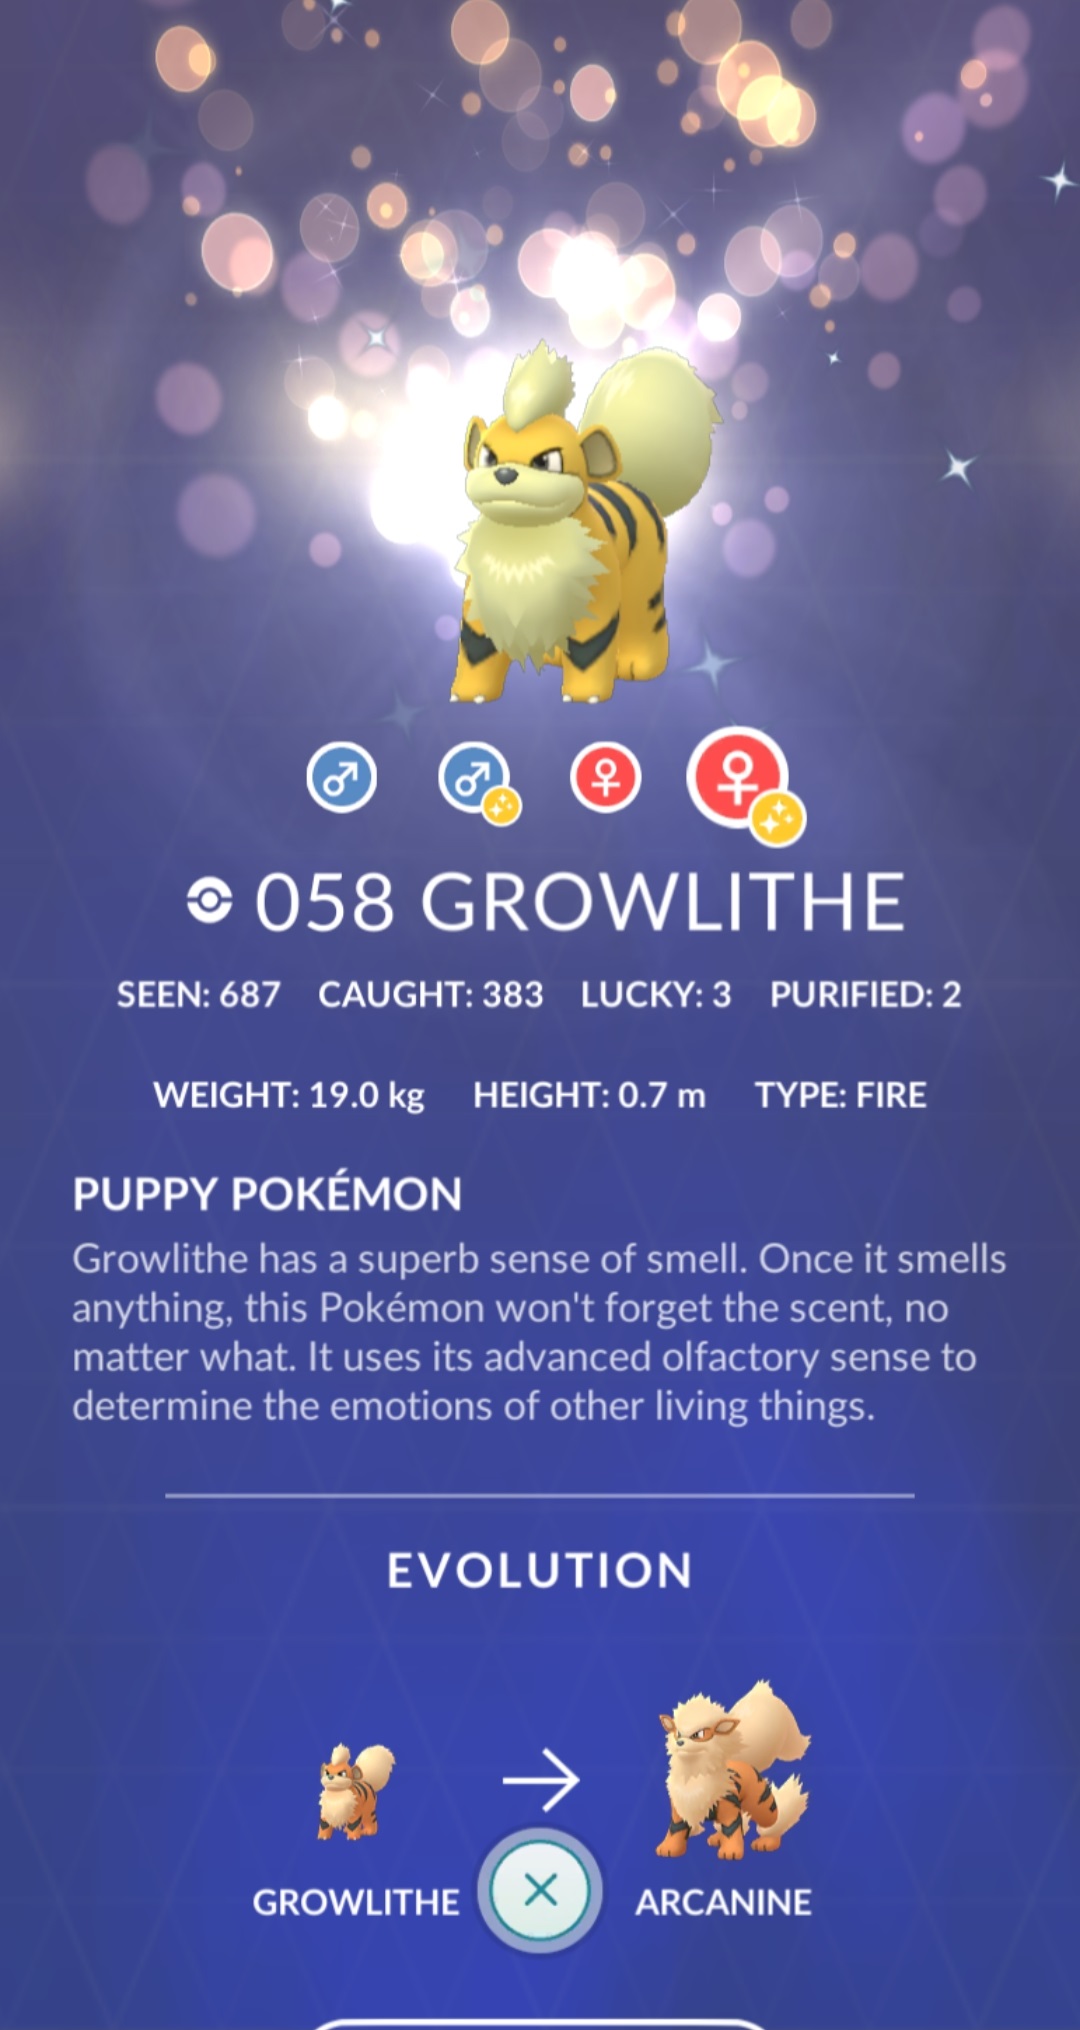 058 GROWLITHE
SEEN: 687 CAUGHT: 383 LUCKY: 3 PURIFIED: 2
WEIGHT: 19.0 kg HEIGHT: 0.7 m TYPE: FIRE
PUPPY POKÉMON
Growlithe has a superb sense of smell. Once it smells
anything, this Pokémon won't forget the scent, no
matter what. It uses its advanced olfactory sense to
determine the emotions of other living things.
EVOLUTION
GROWLITHE ARCANINE